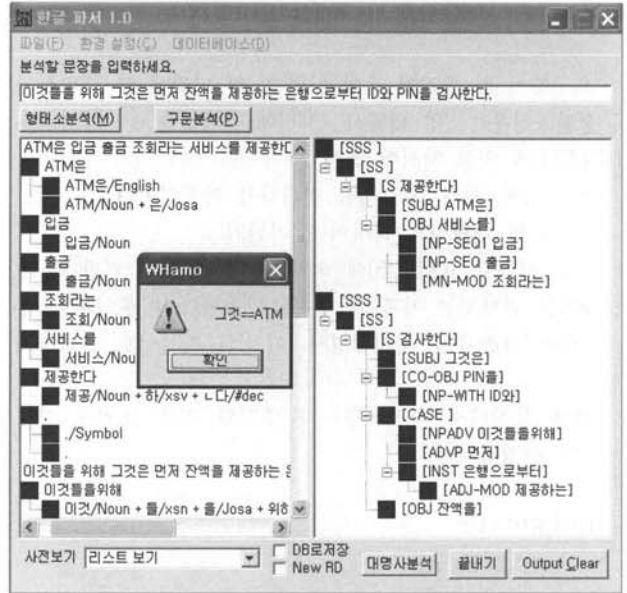 한글 파서 1.0
파일(F) 환경 설정(C) 데이터베이스(D)
분석할 문장을 입력하세요.
이것들을 위해 그것은 먼저 잔액을 제공하는 은행으로부터 ID와 PIN을 검사한다.
형태소분석(M) 구문분석(P)
ATM은 입금 출금 조회라는 서비스를 제공한다
ATM은
ATM은/English
ATM/Noun + 은/Josa
입금
입금/Noun
출금
출금/Noun
조회라는
조회/Noun
서비스를
서비스/Nou
제공한다
제공/Noun + 하/xsv + ㄴ다/#dec
.
./Symbol
.
이것들을 위해 그것은 먼저 잔액을 제공하는 은
이것들을위해
이것/Noun + 들/xsn + 을/Josa + 위하
[SSS ]
[SS ]
[S 제공한다]
[SUBJ ATM은]
[OBJ 서비스를]
[NP-SEQ1 입금]
[NP-SEQ 출금]
[MN-MOD 조회라는]
[SSS ]
[SS ]
[S 검사한다]
[SUBJ 그것은]
[CO-OBJ PIN을]
[NP-WITH ID와]
[CASE ]
[NPADV 이것들을위해]
[ADVP 먼저]
[INST 은행으로부터]
[ADJ-MOD 제공하는]
[OBJ 잔액을]
WHamo
그것==ATM
확인
사전보기 리스트 보기
DB로저장
New RD
대명사분석 끝내기 Output Clear